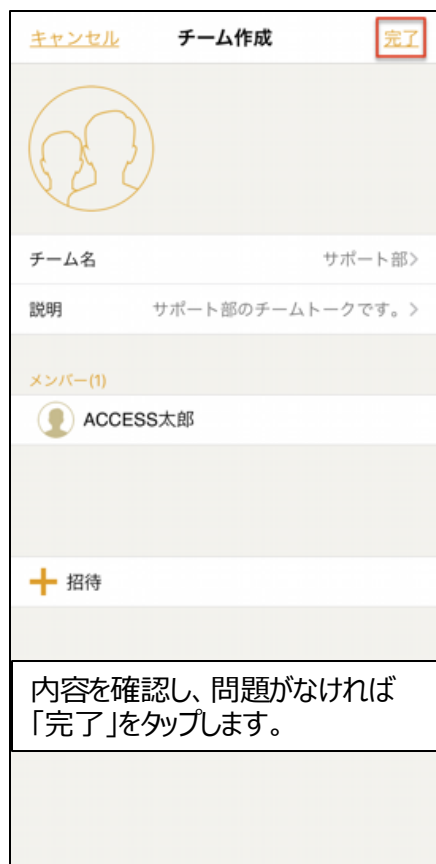 キャンセル チーム作成 完了
チーム名 サポート部>
説明 サポート部のチームトークです。>
メンバー(1)
ACCESS太郎
招待
内容を確認し、問題がなければ
「完了」をタップします。